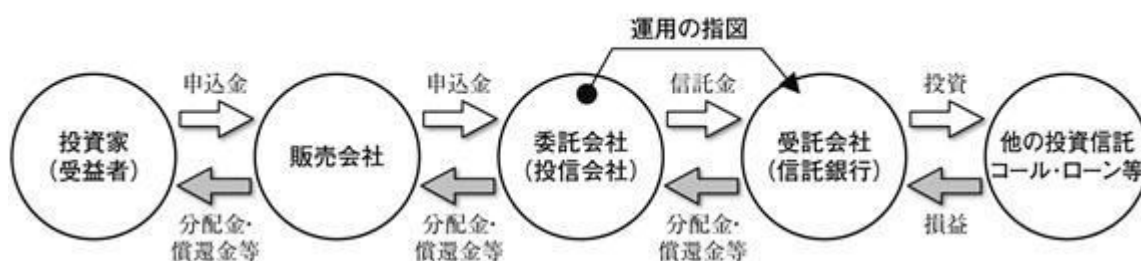 運用の指図
申込金
申込金
信託金
投資
投資家
(受益者)
販売会社
委託会社
(投信会社)
受託会社
(信託銀行)
他の投資信託
コール・ローン等
分配金・
償還金等
分配金・
償還金等
分配金・
償還金等
損益